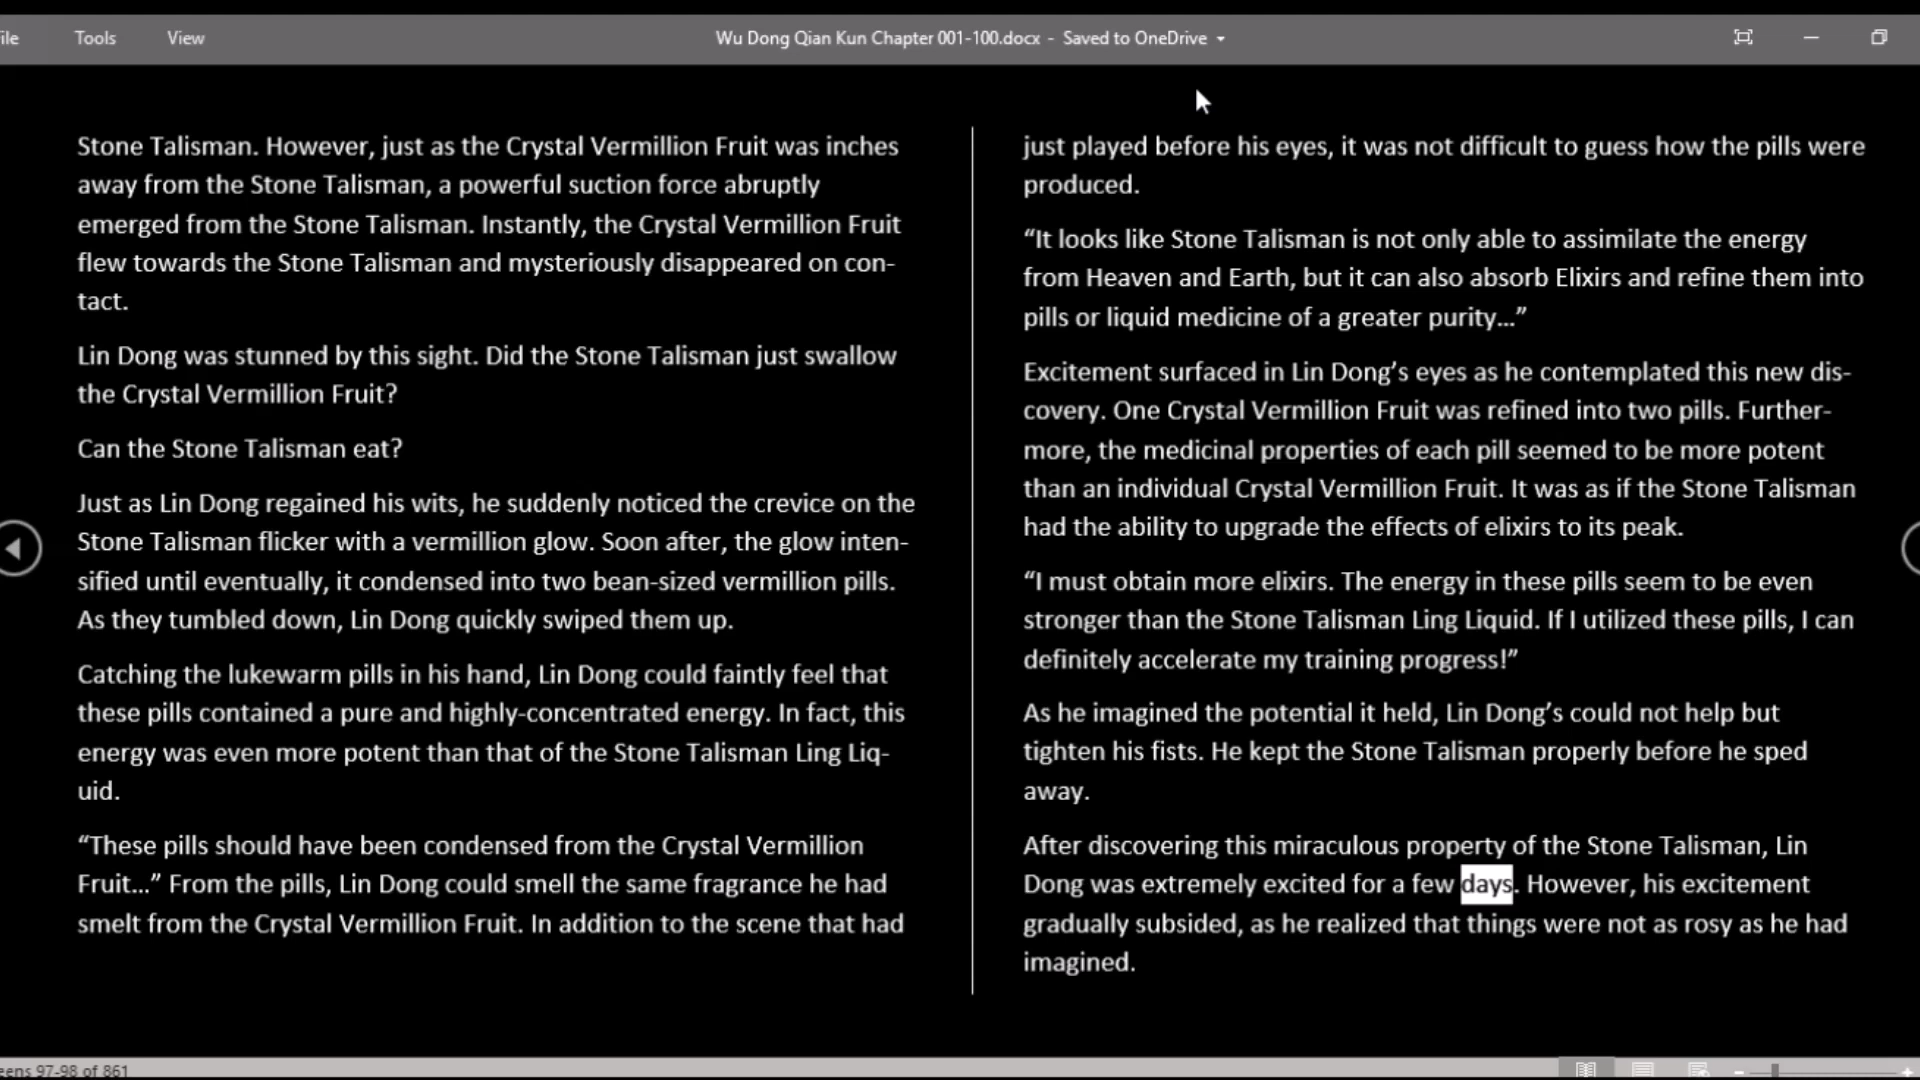 ile Tools View Wu Dong Qian Kun Chapter 001-100.docx - Saved to OneDrive
Stone Talisman. However, just as the Crystal Vermillion Fruit was inches
away from the Stone Talisman, a powerful suction force abruptly
emerged from the Stone Talisman. Instantly, the Crystal Vermillion Fruit
flew towards the Stone Talisman and mysteriously disappeared on con-
tact.
Lin Dong was stunned by this sight. Did the Stone Talisman just swallow
the Crystal Vermillion Fruit?
Can the Stone Talisman eat?
Just as Lin Dong regained his wits, he suddenly noticed the crevice on the
Stone Talisman flicker with a vermillion glow. Soon after, the glow inten-
sified until eventually, it condensed into two bean-sized vermillion pills.
As they tumbled down, Lin Dong quickly swiped them up.
Catching the lukewarm pills in his hand, Lin Dong could faintly feel that
these pills contained a pure and highly-concentrated energy. In fact, this
energy was even more potent than that of the Stone Talisman Ling Liq-
uid.
“These pills should have been condensed from the Crystal Vermillion
Fruit...” From the pills, Lin Dong could smell the same fragrance he had
smelt from the Crystal Vermillion Fruit. In addition to the scene that had
just played before his eyes, it was not difficult to guess how the pills were
produced.
“It looks like Stone Talisman is not only able to assimilate the energy
from Heaven and Earth, but it can also absorb Elixirs and refine them into
pills or liquid medicine of a greater purity...”
Excitement surfaced in Lin Dong’s eyes as he contemplated this new dis-
covery. One Crystal Vermillion Fruit was refined into two pills. Further-
more, the medicinal properties of each pill seemed to be more potent
than an individual Crystal Vermillion Fruit. It was as if the Stone Talisman
had the ability to upgrade the effects of elixirs to its peak.
“I must obtain more elixirs. The energy in these pills seem to be even
stronger than the Stone Talisman Ling Liquid. If I utilized these pills, I can
definitely accelerate my training progress!”
As he imagined the potential it held, Lin Dong’s could not help but
tighten his fists. He kept the Stone Talisman properly before he sped
away.
After discovering this miraculous property of the Stone Talisman, Lin
Dong was extremely excited for a few days. However, his excitement
gradually subsided, as he realized that things were not as rosy as he had
imagined.
eens 97-98 of 861